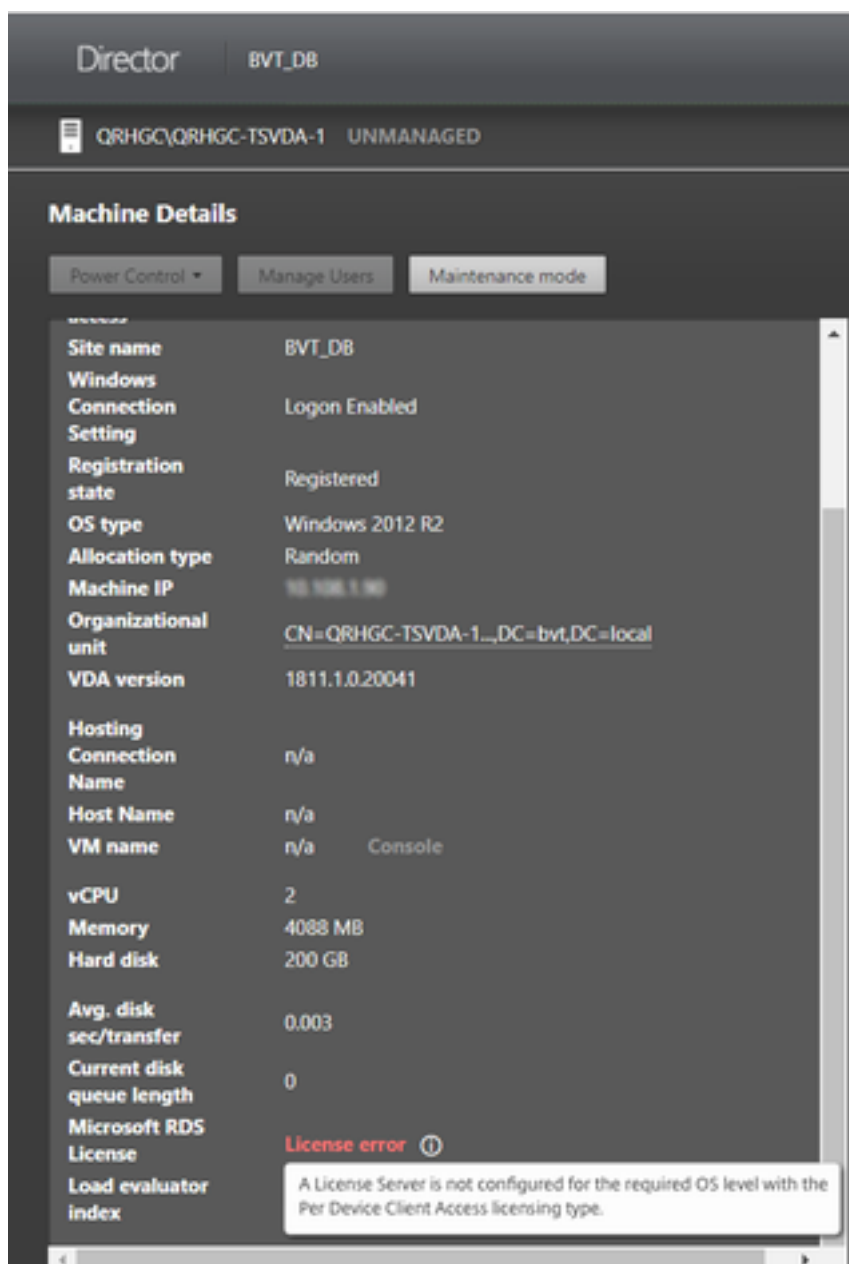 Director BVT_DB
QRHGC\QRHGC-TSVDA-1 UNMANAGED
Machine Details
Power Control Manage Users Maintenance mode
access
Site name BVT_DB
Windows
Connection Logon Enabled
Setting
Registration
state Registered
OS type Windows 2012 R2
Allocation type Random
Machine IP
Organizational
unit CN=QRHGC-TSVDA-1...,DC=bvt,DC=local
VDA version 1811.1.0.20041
Hosting
Connection n/a
Name
Host Name n/a
VM name n/a Console
vCPU 2
Memory 4088 MB
Hard disk 200 GB
Avg. disk
sec/transfer 0.003
Current disk
queue length 0
Microsoft RDS
License License error
Load evaluator
index
A License Server is not configured for the required OS level with the
Per Device Client Access licensing type.